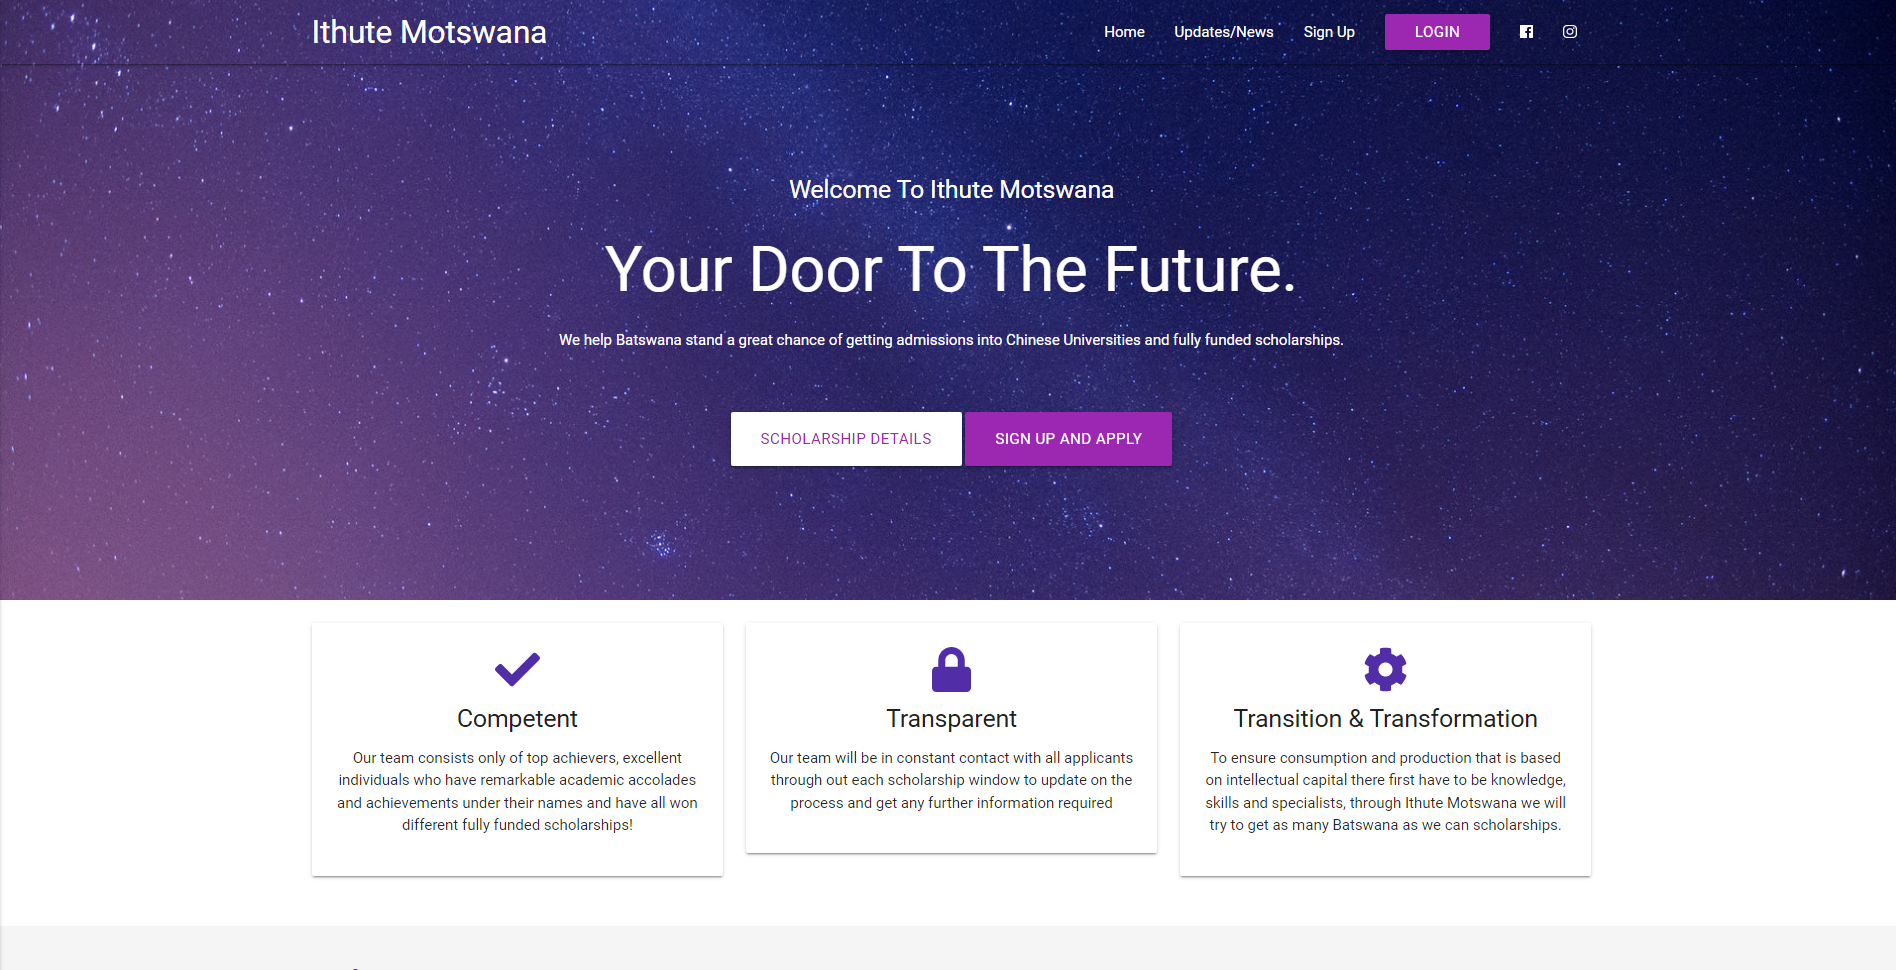 Ithute Motswana
Home Updates/News Sign Up LOGIN
Welcome To Ithute Motswana
Your Door To The Future.
We help Batswana stand a great chance of getting admissions into Chinese Universities and fully funded scholarships.
SCHOLARSHIP DETAILS SIGN UP AND APPLY
Competent
Our team consists only of top achievers, excellent
individuals who have remarkable academic accolades
and achievements under their names and have all won
different fully funded scholarships!
Transparent
Our team will be in constant contact with all applicants
through out each scholarship window to update on the
process and get any further information required
Transition & Transformation
To ensure consumption and production that is based
on intellectual capital there first have to be knowledge,
skills and specialists, through Ithute Motswana we will
try to get as many Batswana as we can scholarships.